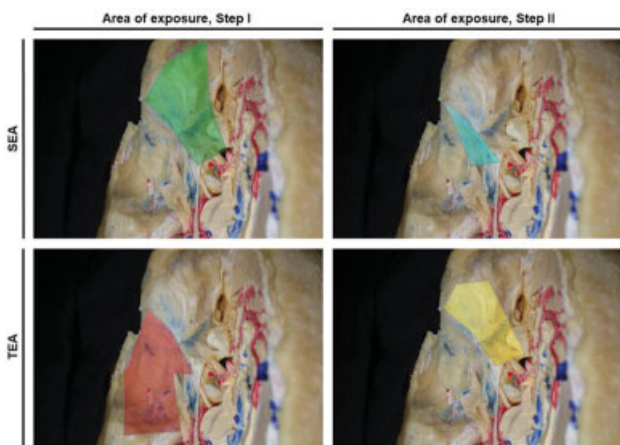 Area of exposure, Step I
Area of exposure, Step II
SEA
TEA